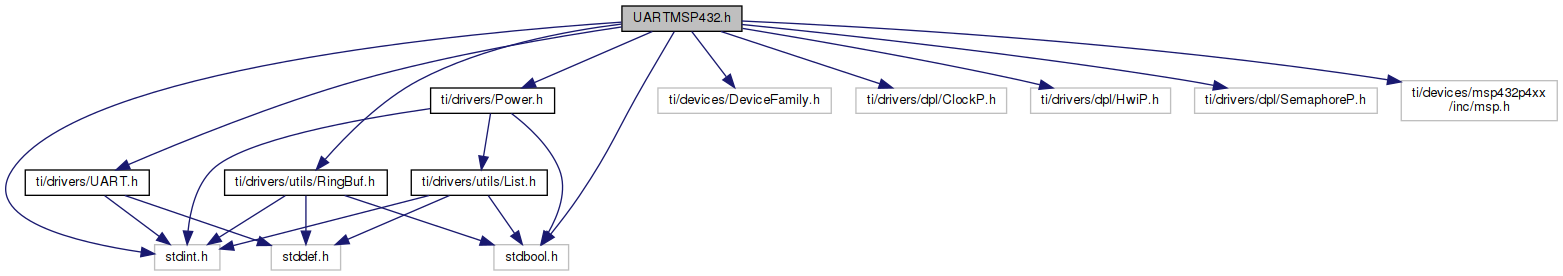 UARTMSP432.h
ti/drivers/Power.h
ti/devices/DeviceFamily.h
ti/drivers/dpl/ClockP.h
ti/drivers/dpl/HwiP.h
ti/drivers/dpl/SemaphoreP.h
ti/devices/msp432p4xx
/inc/msp.h
ti/drivers/UART.h
ti/drivers/utils/RingBuf.h
ti/drivers/utils/List.h
stdint.h
stddef.h
stdbool.h